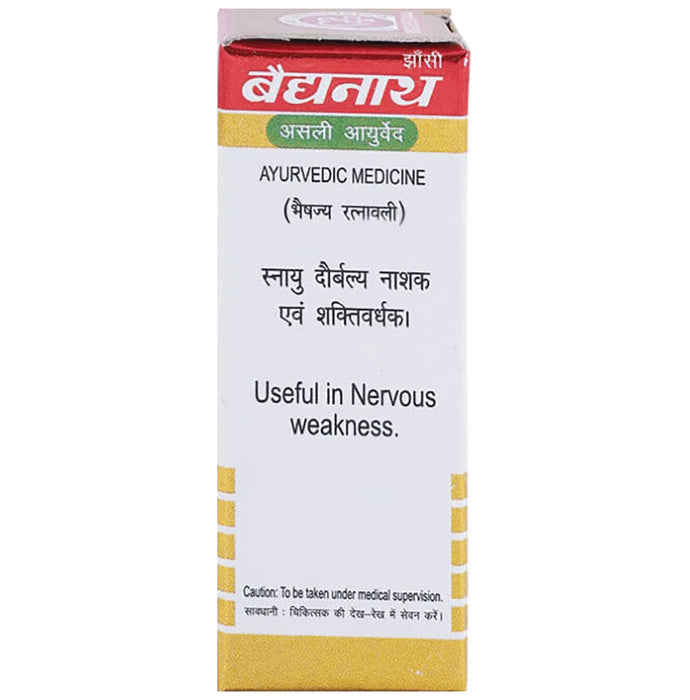 झाँसी
बैद्यनाथ
असली आयुर्वेद
AYURVEDIC MEDICINE
(भैषज्य रत्नावली)
स्नायु दौर्बल्य नाशक
एवं शक्तिवर्धक।
Useful in Nervous
weakness.
Caution: To be taken under medical supervision.
सावधानी : चिकित्सक की देख–रेख में सेवन करें।